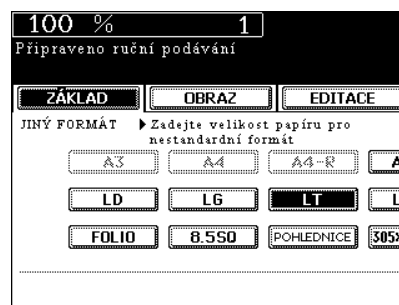 100 % 1
Připraveno ruční podávání
ZÁKLAD OBRAZ EDITACE
JINÝ FORMÁT ▶ Zadejte velikost papíru pro
nestandardní formát
A3 A4 A4-R
LD LG LT
FOLIO 8.5SQ POHLEDNICE